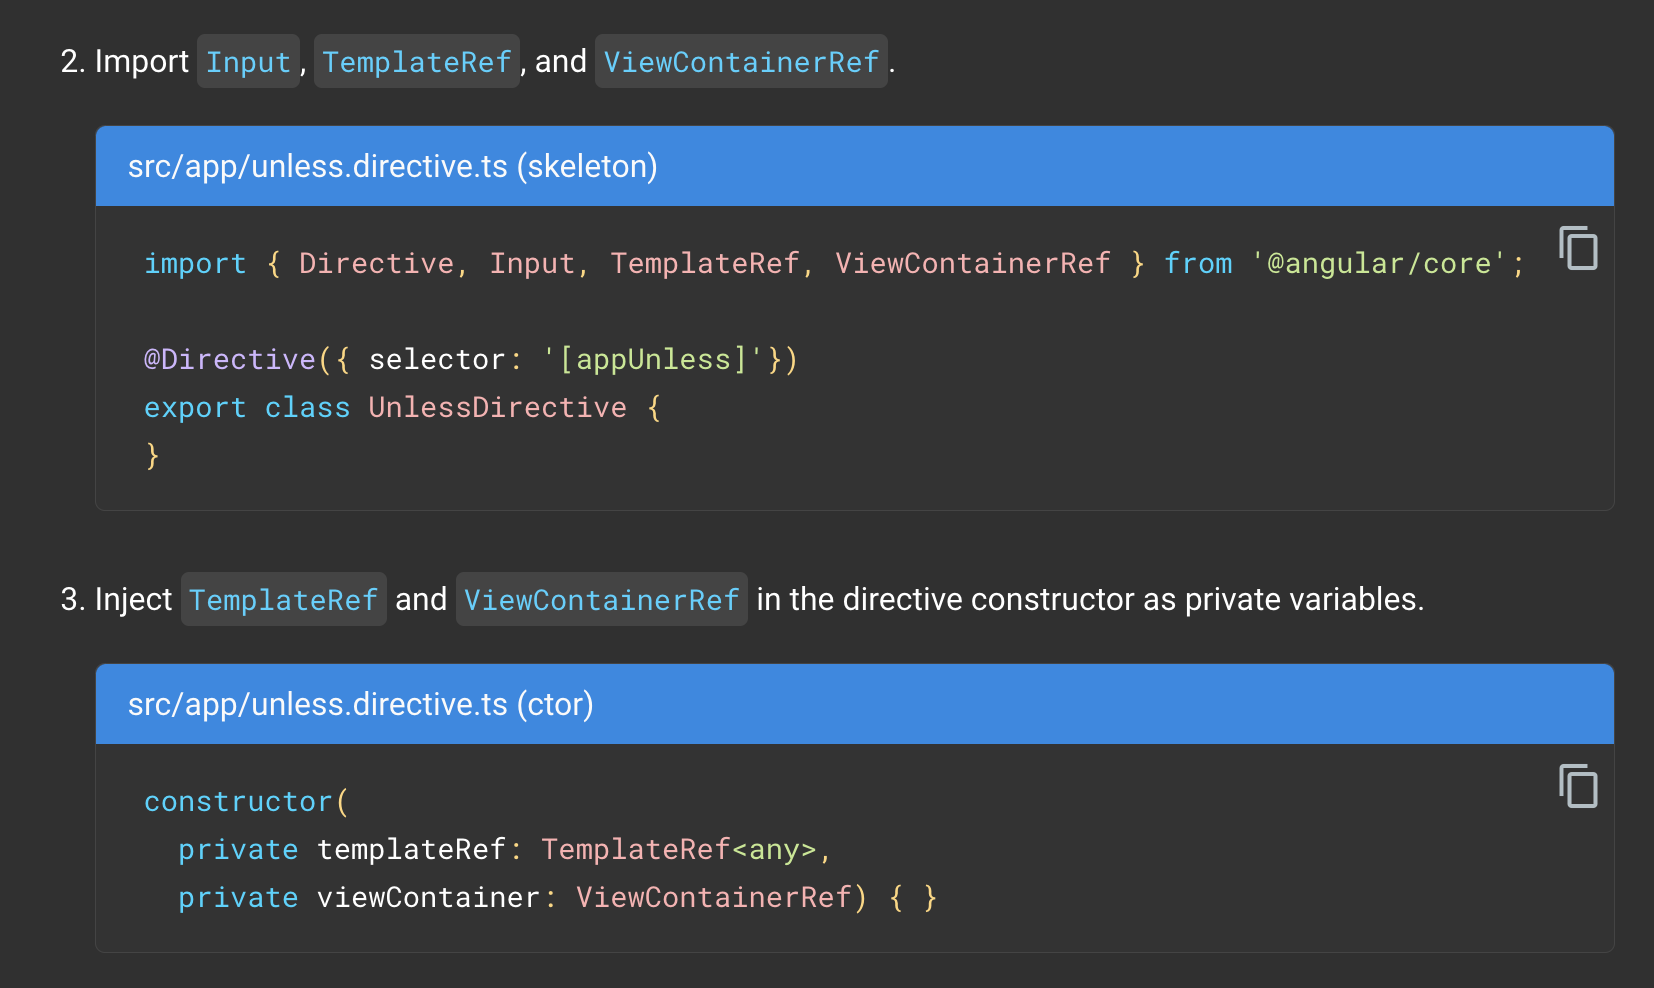 2. Import Input, TemplateRef, and ViewContainerRef.
src/app/unless.directive.ts (skeleton)
import { Directive, Input, TemplateRef, ViewContainerRef } from '@angular/core';
@Directive({ selector: '[appUnless]'})
export class UnlessDirective {
}
3. Inject TemplateRef and ViewContainerRef in the directive constructor as private variables.
src/app/unless.directive.ts (ctor)
constructor(
  private templateRef: TemplateRef<any>,
  private viewContainer: ViewContainerRef) { }